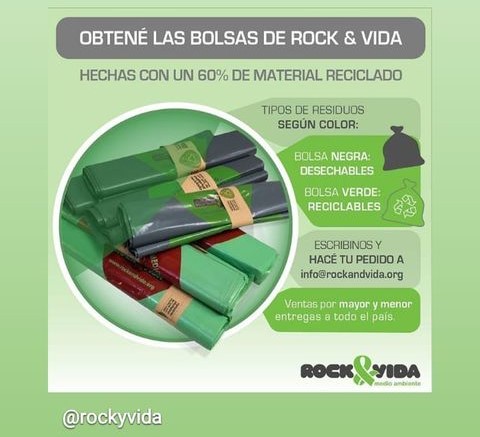 OBTENÉ LAS BOLSAS DE ROCK & VIDA
HECHAS CON UN 60% DE MATERIAL RECICLADO
TIPOS DE RESIDUOS
SEGÚN COLOR:
BOLSA NEGRA:
DESECHABLES
BOLSA VERDE:
RECICLABLES
ESCRIBINOS Y
HACÉ TU PEDIDO A
info@rockandvida.org
Ventas por mayor y menor
entregas a todo el país.
ROCK&VIDA
medio ambiente
@rockyvida